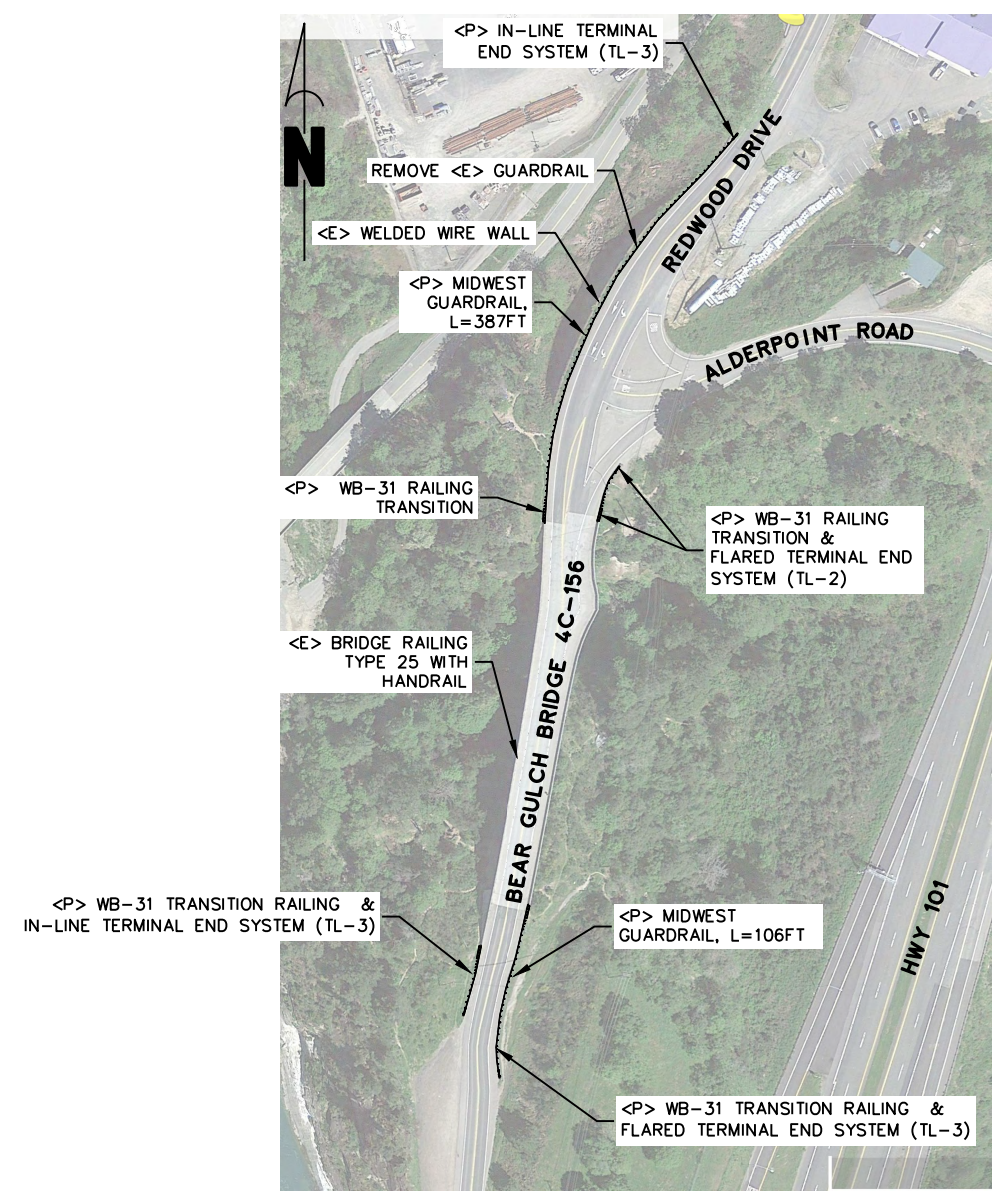 <P> IN-LINE TERMINAL
END SYSTEM (TL-3)
N
REMOVE <E> GUARDRAIL
REDWOOD DRIVE
<E> WELDED WIRE WALL
<P> MIDWEST
GUARDRAIL,
L=387FT
ALDERPOINT ROAD
<P> WB-31 RAILING
TRANSITION
<P> WB-31 RAILING
TRANSITION &
FLARED TERMINAL END
SYSTEM (TL-2)
<E> BRIDGE RAILING
TYPE 25 WITH
HANDRAIL
BEAR GULCH BRIDGE 4C-156
<P> WB-31 TRANSITION RAILING &
IN-LINE TERMINAL END SYSTEM (TL-3)
<P> MIDWEST
GUARDRAIL, L=106FT
HWY 101
<P> WB-31 TRANSITION RAILING &
FLARED TERMINAL END SYSTEM (TL-3)